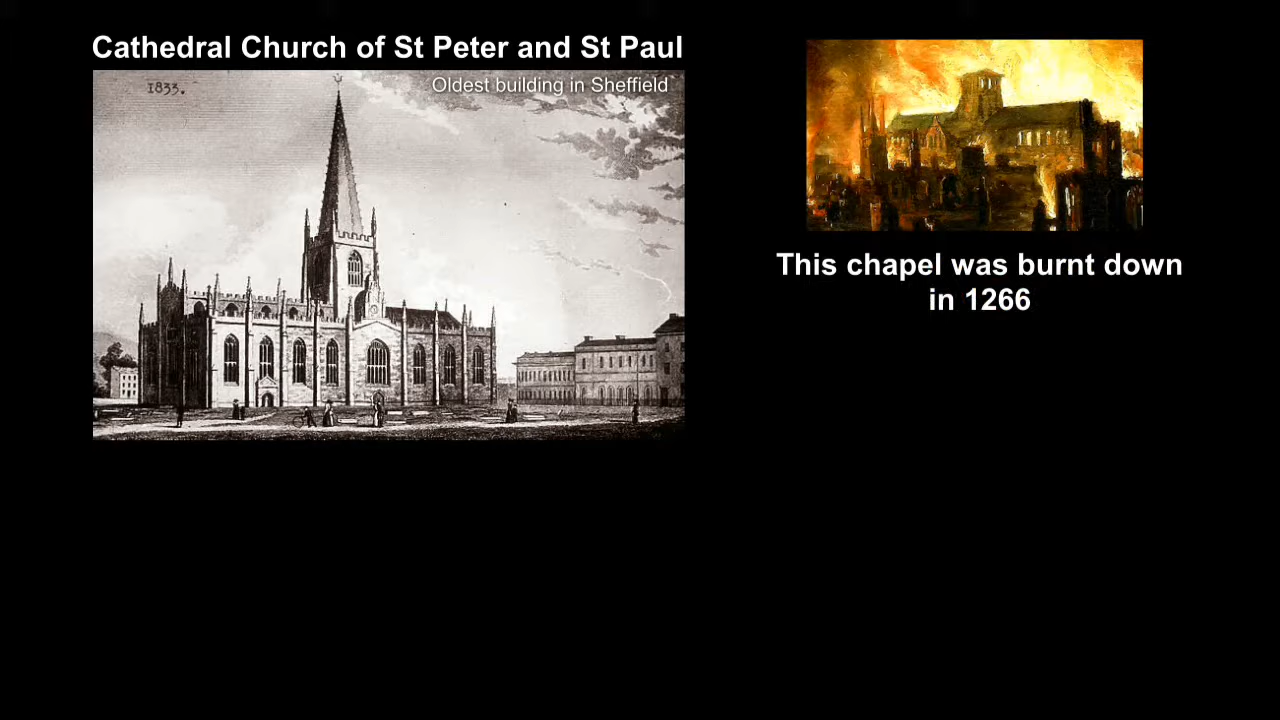 Cathedral Church of St Peter and St Paul
1833.
Oldest building in Sheffield
This chapel was burnt down
in 1266